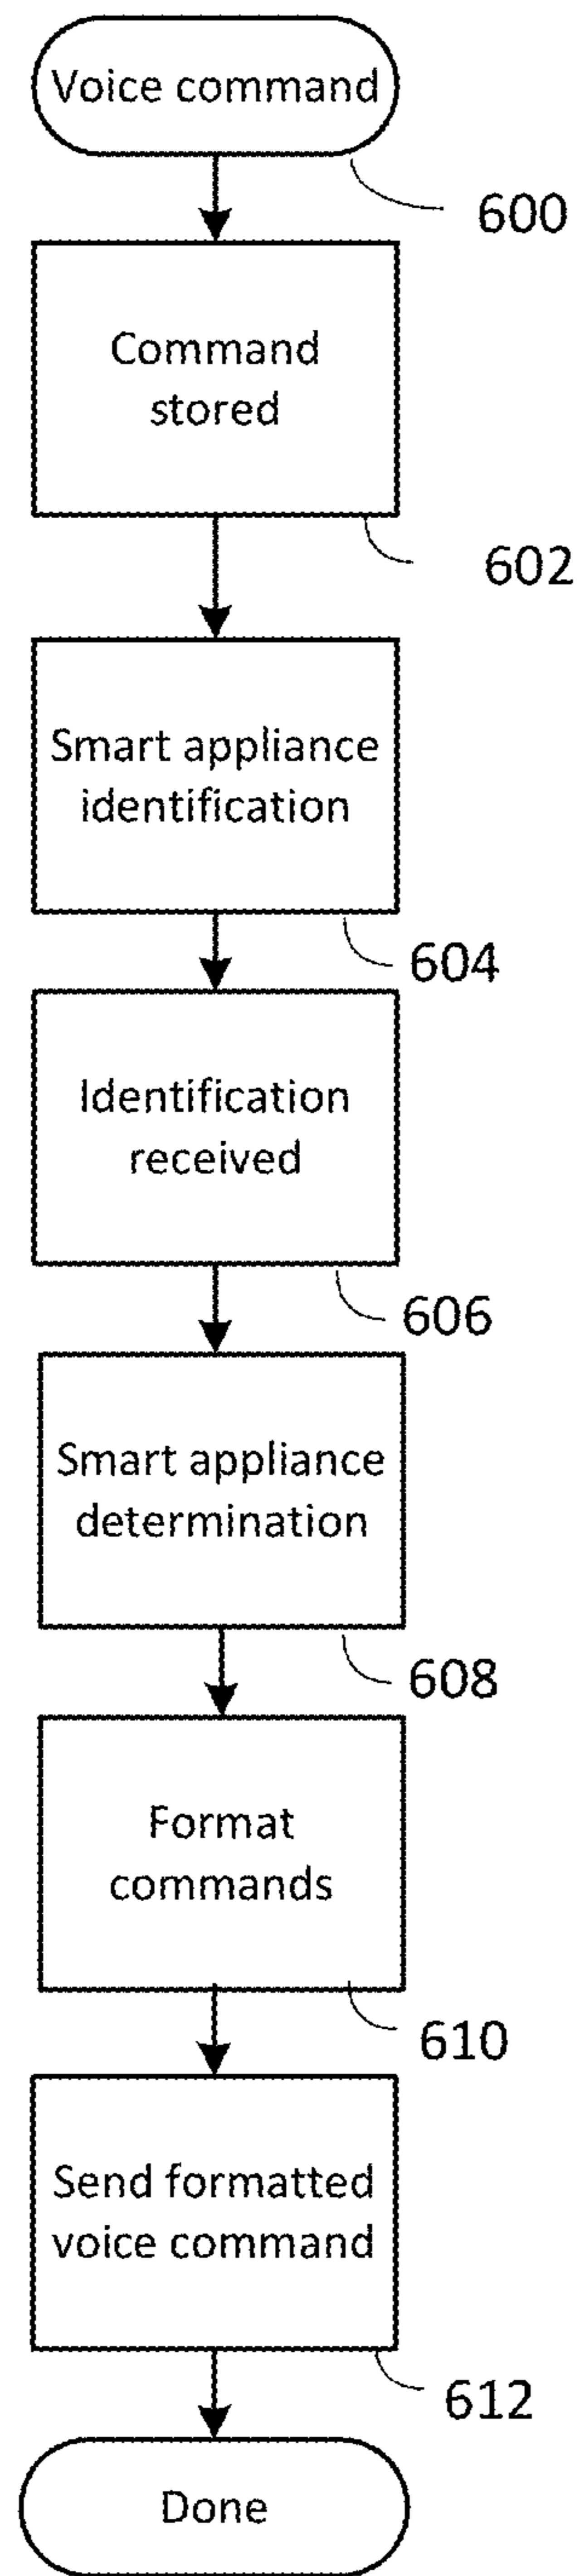 Voice command
600
Command
stored
602
Smart appliance
identification
604
Identification
received
606
Smart appliance
determination
608
Format
commands
610
Send formatted
voice command
612
Done